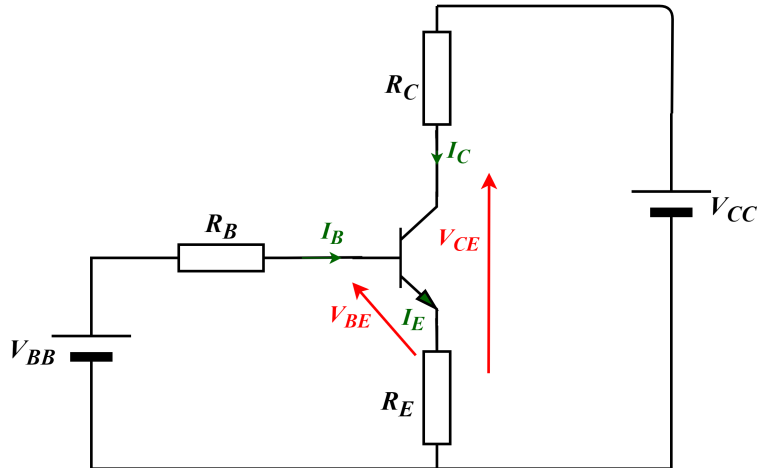 R_C
I_C
R_B
I_B
V_CE
V_CC
V_BE
I_E
V_BB
R_E